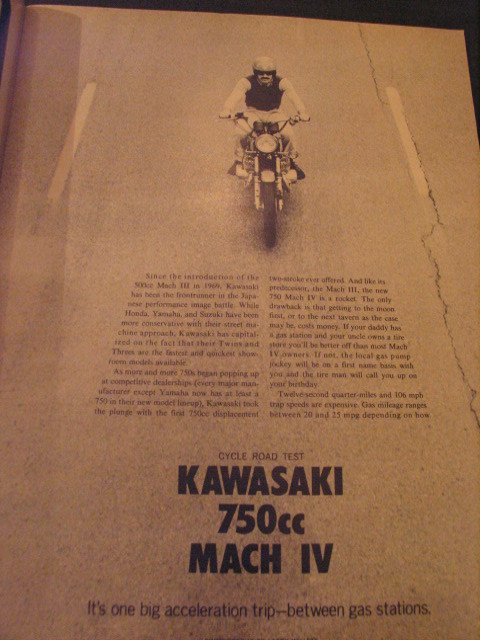 Since the introduction of the
500cc Mach III in 1969, Kawasaki
has been the frontrunner in the Japa-
nese performance image battle. While
Honda, Yamaha, and Suzuki have been
more conservative with their street ma-
chine approach, Kawasaki has capital-
ized on the fact that their Twins and
Threes are the fastest and quickest show-
room models available.
As more and more 750s began popping up
at competitive dealerships (every major man-
ufacturer except Yamaha now has at least a
750 in their new model lineup), Kawasaki took
the plunge with the first 750cc displacement
two-stroke ever offered. And like its
predecessor, the Mach III, the new
750 Mach IV is a rocket. The only
drawback is that getting to the moon
first, or to the next tavern as the case
may be, costs money. If your daddy has
a gas station and your uncle owns a tire
store you'll be better off than most Mach
IV owners. If not, the local gas pump
jockey will be on a first name basis with
you and the tire man will call you up on
your birthday.
Twelve-second quarter-miles and 106 mph
trap speeds are expensive. Gas mileage ranges
between 20 and 25 mpg depending on how
CYCLE ROAD TEST
KAWASAKI
750cc
MACH IV
It's one big acceleration trip—between gas stations.